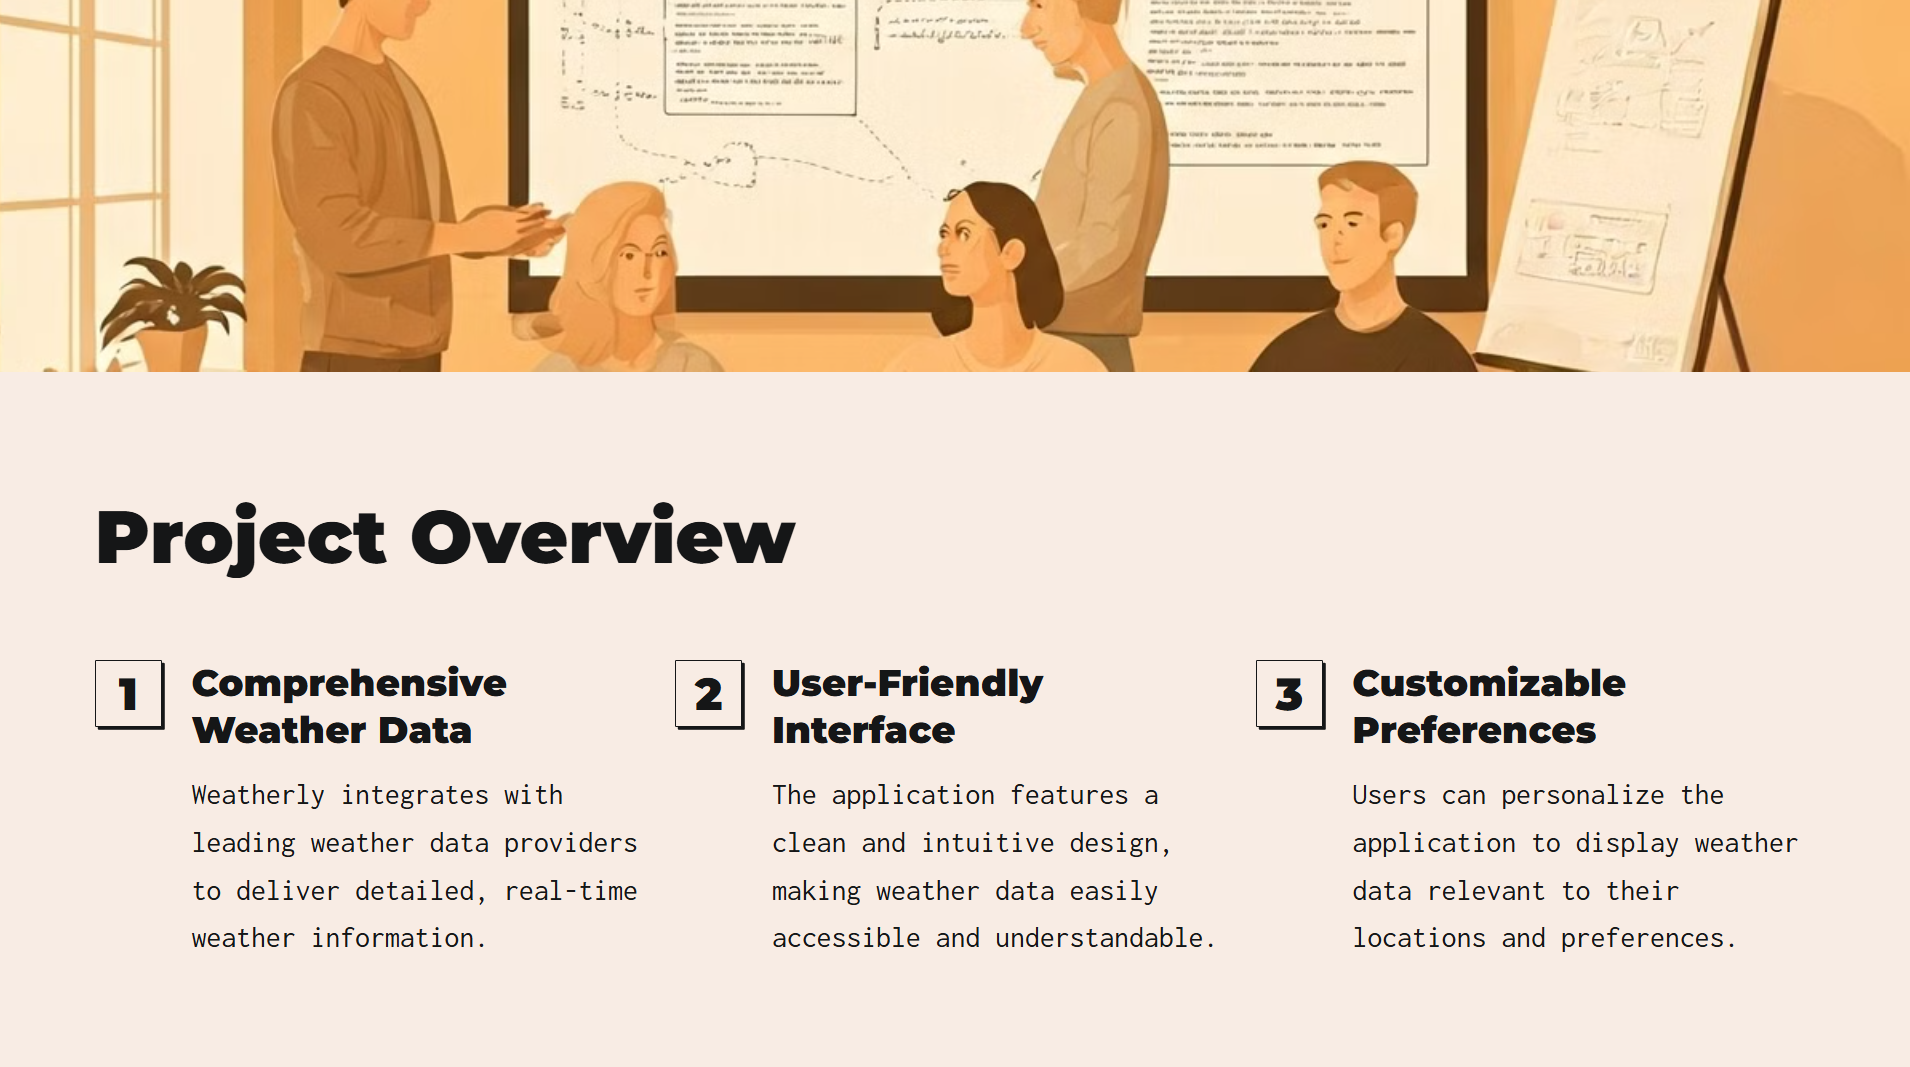 Project Overview
1
Comprehensive
Weather Data
Weatherly integrates with
leading weather data providers
to deliver detailed, real-time
weather information.
2
User-Friendly
Interface
The application features a
clean and intuitive design,
making weather data easily
accessible and understandable.
3
Customizable
Preferences
Users can personalize the
application to display weather
data relevant to their
locations and preferences.